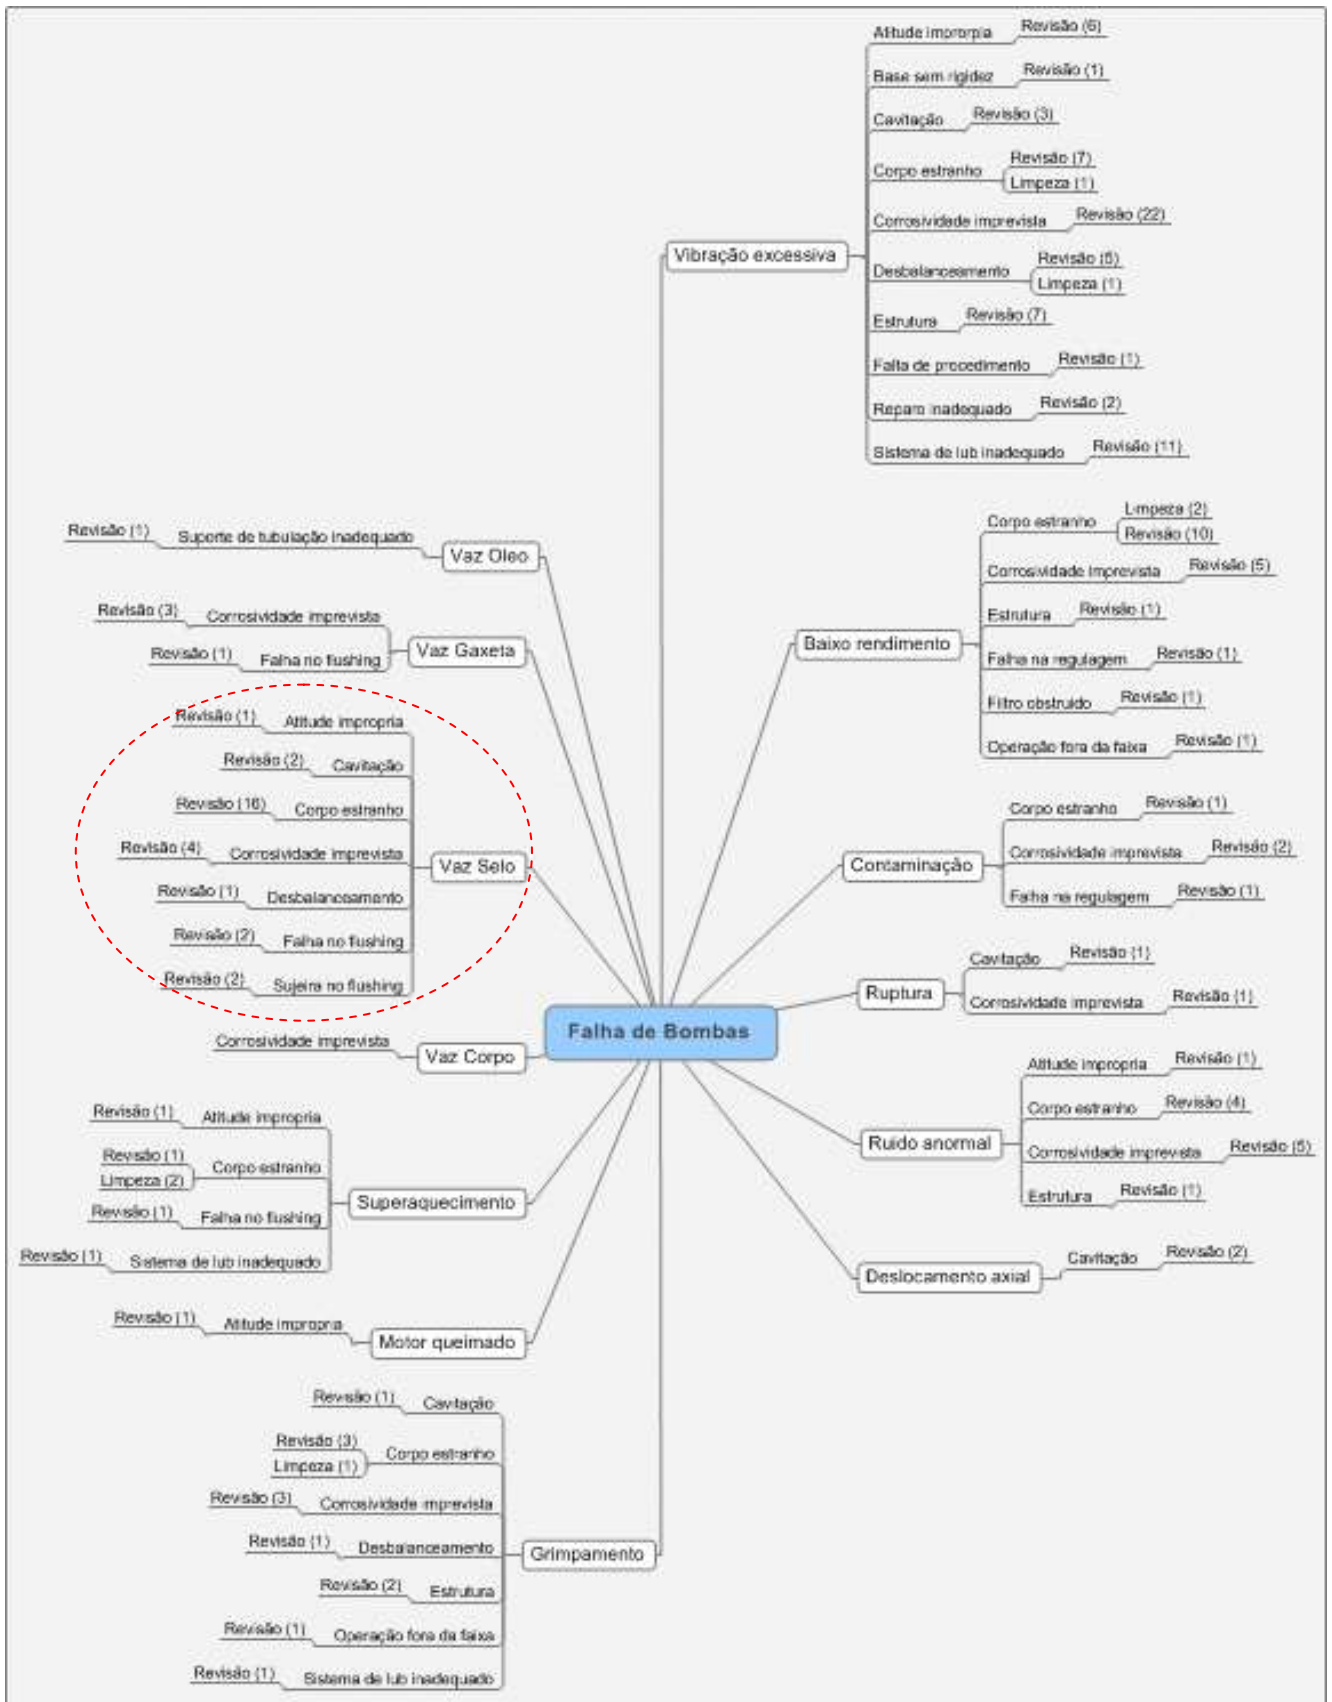 Atitude improrpia
Revisão (6)
Base sem rigidez
Revisão (1)
Cavitação
Revisão (3)
Corpo estranho
Revisão (7)
Limpeza (1)
Corrosividade imprevista
Revisão (22)
Vibração excessiva
Desbalanceamento
Revisão (5)
Limpeza (1)
Estrutura
Revisão (7)
Falta de procedimento
Revisão (1)
Reparo inadequado
Revisão (2)
Sistema de lub inadequado
Revisão (11)
Baixo rendimento
Corpo estranho
Limpeza (2)
Revisão (10)
Corrosividade imprevista
Revisão (5)
Estrutura
Revisão (1)
Falha na regulagem
Revisão (1)
Filtro obstruido
Revisão (1)
Operação fora da faixa
Revisão (1)
Contaminação
Corpo estranho
Revisão (1)
Corrosividade imprevista
Revisão (2)
Falha na regulagem
Revisão (1)
Ruptura
Cavitação
Revisão (1)
Corrosividade imprevista
Revisão (1)
Ruido anormal
Atitude impropria
Revisão (1)
Corpo estranho
Revisão (4)
Corrosividade imprevista
Revisão (5)
Estrutura
Revisão (1)
Deslocamento axial
Cavitação
Revisão (2)
Falha de Bombas
Revisão (1)
Suporte de tubulação inadequado
Vaz Oleo
Revisão (3)
Corrosividade imprevista
Revisão (1)
Falha no flushing
Vaz Gaxeta
Revisão (1)
Atitude impropria
Revisão (2)
Cavitação
Revisão (16)
Corpo estranho
Revisão (4)
Corrosividade imprevista
Vaz Selo
Revisão (1)
Desbalanceamento
Revisão (2)
Falha no flushing
Revisão (2)
Sujeira no flushing
Corrosividade imprevista
Vaz Corpo
Revisão (1)
Atitude impropria
Revisão (1)
Limpeza (2)
Corpo estranho
Superaquecimento
Revisão (1)
Falha no flushing
Revisão (1)
Sistema de lub inadequado
Revisão (1)
Atitude impropria
Motor queimado
Revisão (1)
Cavitação
Revisão (3)
Limpeza (1)
Corpo estranho
Revisão (3)
Corrosividade imprevista
Revisão (1)
Desbalanceamento
Grimpamento
Revisão (2)
Estrutura
Revisão (1)
Operação fora da faixa
Revisão (1)
Sistema de lub inadequado